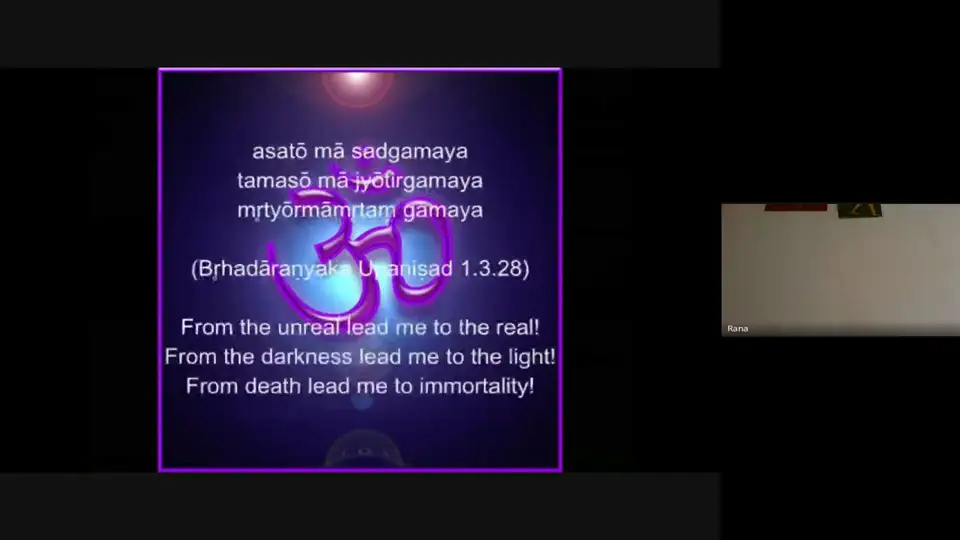 asatō mā sadgamaya
tamasō mā jyōtirgamaya
mṛtyōrmāmṛtaṃ gamaya
(Bṛhadāraṇyaka Upaniṣad 1.3.28)
From the unreal lead me to the real!
From the darkness lead me to the light!
From death lead me to immortality!
Rana